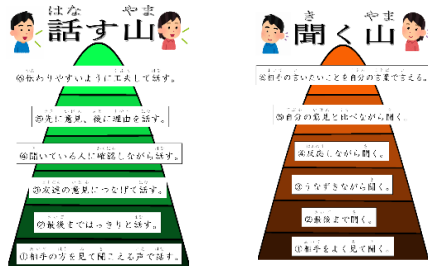 はな やま
話す山
⑥伝わりやすいように工夫して話す。
⑤先に意見、後に理由を話す。
④聞いている人に確認しながら話す。
③友達の意見につなげて話す。
②最後まではっきりと話す。
①相手の方を見て聞こえる声で話す。
き やま
聞く山
⑥相手の言いたいことを自分の言葉で言える。
⑤自分の意見と比べながら聞く。
④反応しながら聞く。
③うなずきながら聞く。
②最後まで聞く。
①相手をよく見て聞く。